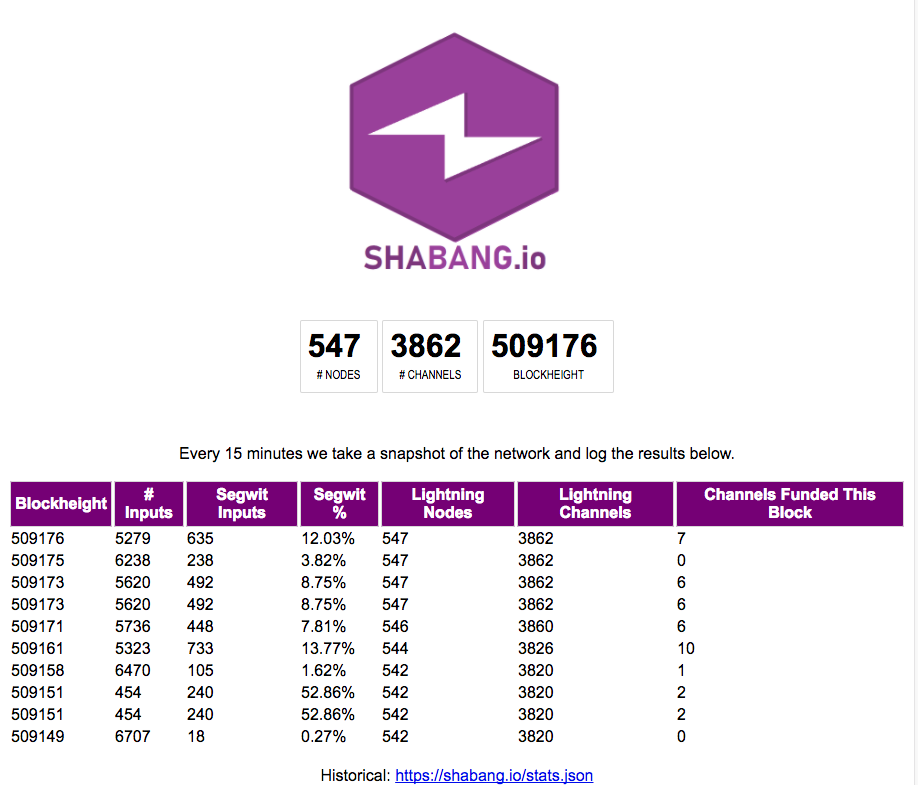 SHABANG.io
547 3862 509176
# NODES # CHANNELS BLOCKHEIGHT
Every 15 minutes we take a snapshot of the network and log the results below.
Blockheight # Inputs Segwit Inputs Segwit % Lightning Nodes Lightning Channels Channels Funded This Block
509176 5279 635 12.03% 547 3862 7
509175 6238 238 3.82% 547 3862 0
509173 5620 492 8.75% 547 3862 6
509173 5620 492 8.75% 547 3862 6
509171 5736 448 7.81% 546 3860 6
509161 5323 733 13.77% 544 3826 10
509158 6470 105 1.62% 542 3820 1
509151 454 240 52.86% 542 3820 2
509151 454 240 52.86% 542 3820 2
509149 6707 18 0.27% 542 3820 0
Historical: https://shabang.io/stats.json